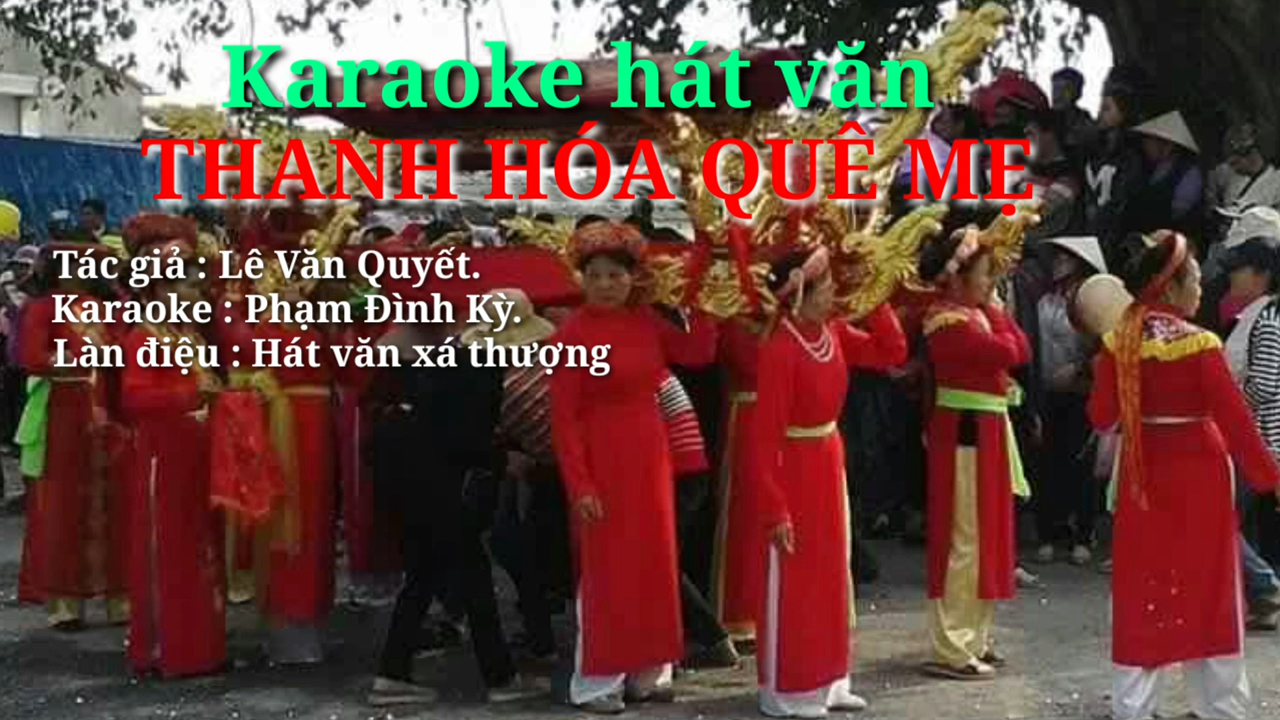 Karaoke hát văn
THANH HÓA QUÊ MẸ
Tác giả : Lê Văn Quyết.
Karaoke : Phạm Đình Kỳ.
Làn điệu : Hát văn xá thượng